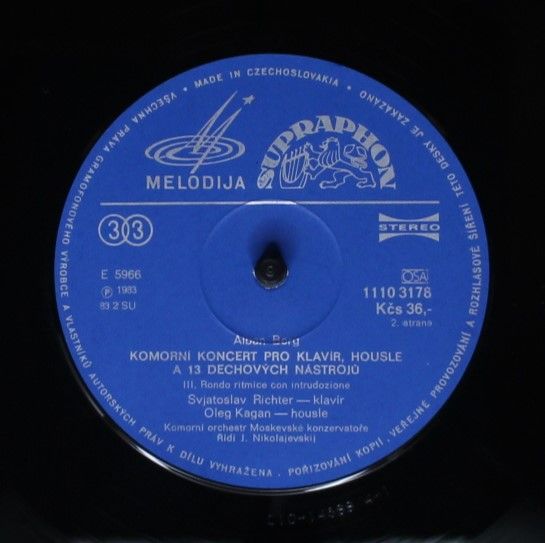 VŠECHNA PRÁVA GRAMOFONOVÉHO VÝROBCE A VLASTNÍKŮ AUTORSKÝCH PRÁV K DÍLU VYHRAŽENA. POŘIZOVÁNÍ KOPIÍ, VEŘEJNÉ PROVOZOVÁNÍ A ROZHLASOVÉ ŠÍŘENÍ TÉTO DESKY JE ZAKÁZÁNO
• MADE IN CZECHOSLOVAKIA •
MELODIJA
SUPRAPHON
33
STEREO
E 5966
Ⓟ 1983
83 2 SU
OSA
1110 3178
Kčs 36,-
2. strana
Alban Berg
KOMORNÍ KONCERT PRO KLAVÍR, HOUSLE
A 13 DECHOVÝCH NÁSTROJŮ
III. Rondo ritmico con intruduzione
Svjatoslav Richter — klavír
Oleg Kagan — housle
Komorní orchestr Moskevské konzervatoře
Řídí J. Nikolajevskij